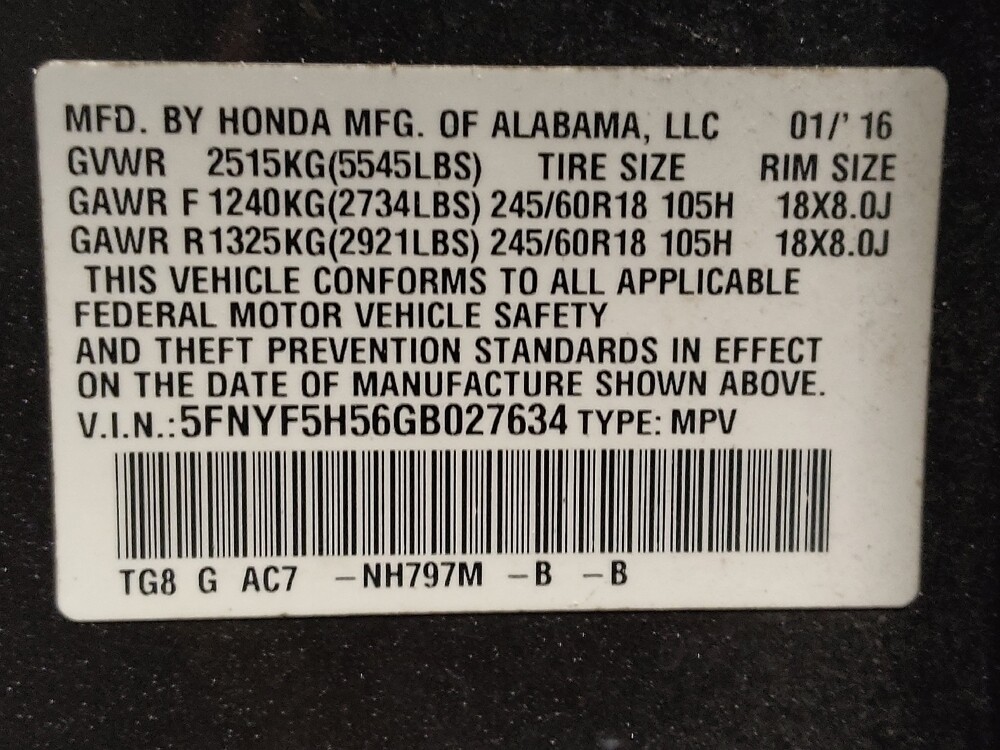 MFD. BY HONDA MFG. OF ALABAMA, LLC 01/' 16
GVWR 2515KG(5545LBS) TIRE SIZE RIM SIZE
GAWR F 1240KG(2734LBS) 245/60R18 105H 18X8.0J
GAWR R1325KG(2921LBS) 245/60R18 105H 18X8.0J
THIS VEHICLE CONFORMS TO ALL APPLICABLE
FEDERAL MOTOR VEHICLE SAFETY
AND THEFT PREVENTION STANDARDS IN EFFECT
ON THE DATE OF MANUFACTURE SHOWN ABOVE.
V.I.N.:5FNYF5H56GB027634 TYPE: MPV
TG8 G AC7 –NH797M –B –B